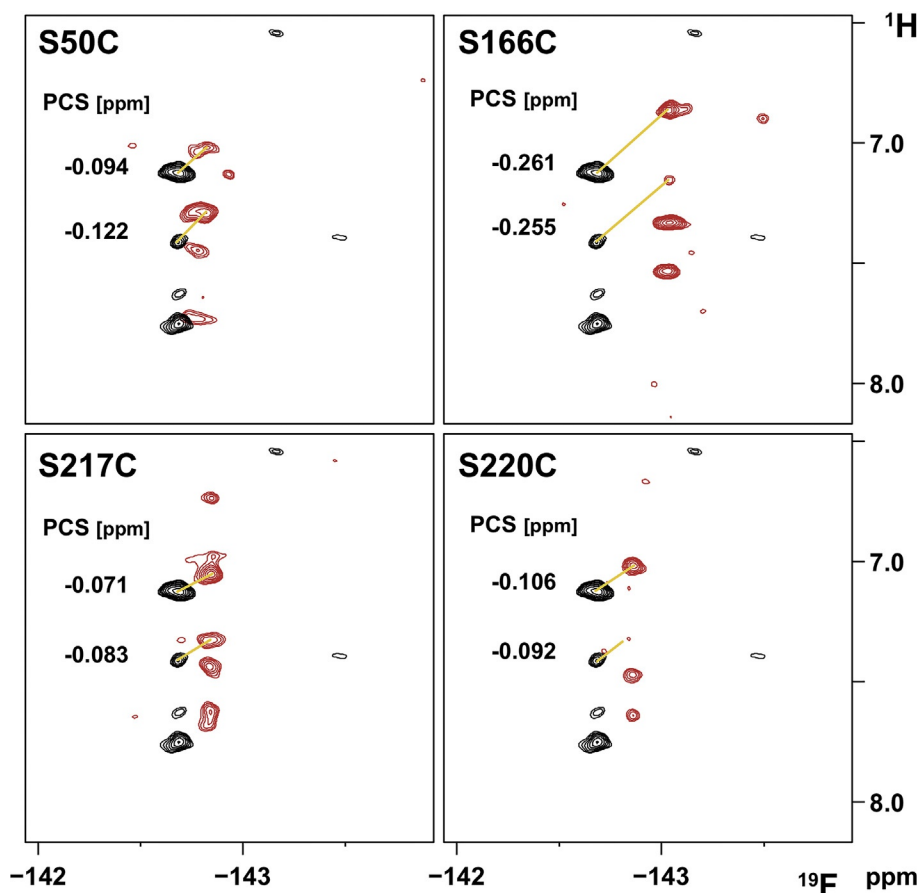 S50C
PCS [ppm]
-0.094
-0.122
S166C
PCS [ppm]
-0.261
-0.255
¹H
7.0
8.0
S217C
PCS [ppm]
-0.071
-0.083
S220C
PCS [ppm]
-0.106
-0.092
7.0
8.0
−142
−143
−142
−143
¹⁹F
ppm